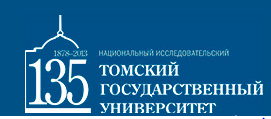 1878-2013
135
НАЦИОНАЛЬНЫЙ ИССЛЕДОВАТЕЛЬСКИЙ
ТОМСКИЙ
ГОСУДАРСТВЕННЫЙ
УНИВЕРСИТЕТ